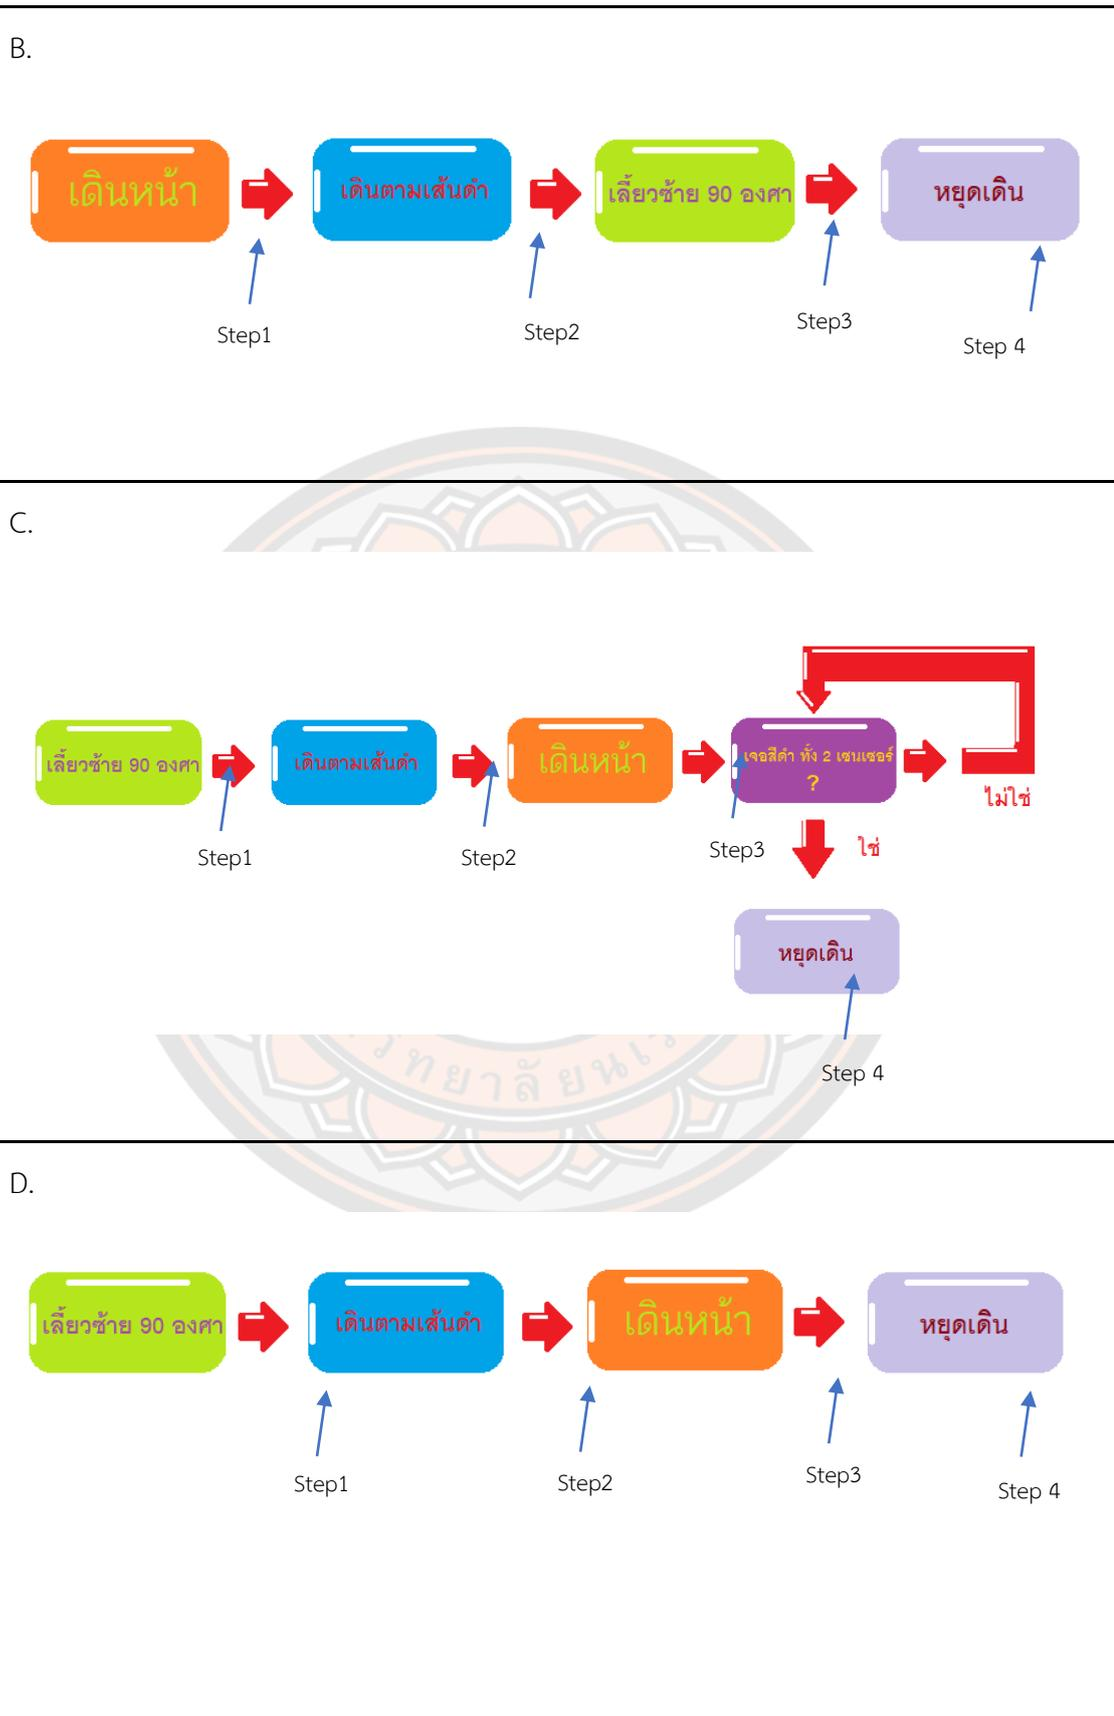 B.
เดินหน้า
เดินตามเส้นดำ
เลี้ยวซ้าย 90 องศา
หยุดเดิน
Step1
Step2
Step3
Step 4
C.
เลี้ยวซ้าย 90 องศา
เดินตามเส้นดำ
เดินหน้า
เจอสีดำ ทั้ง 2 เซนเซอร์
?
ไม่ใช่
Step1
Step2
Step3
ใช่
หยุดเดิน
Step 4
D.
เลี้ยวซ้าย 90 องศา
เดินตามเส้นดำ
เดินหน้า
หยุดเดิน
Step1
Step2
Step3
Step 4